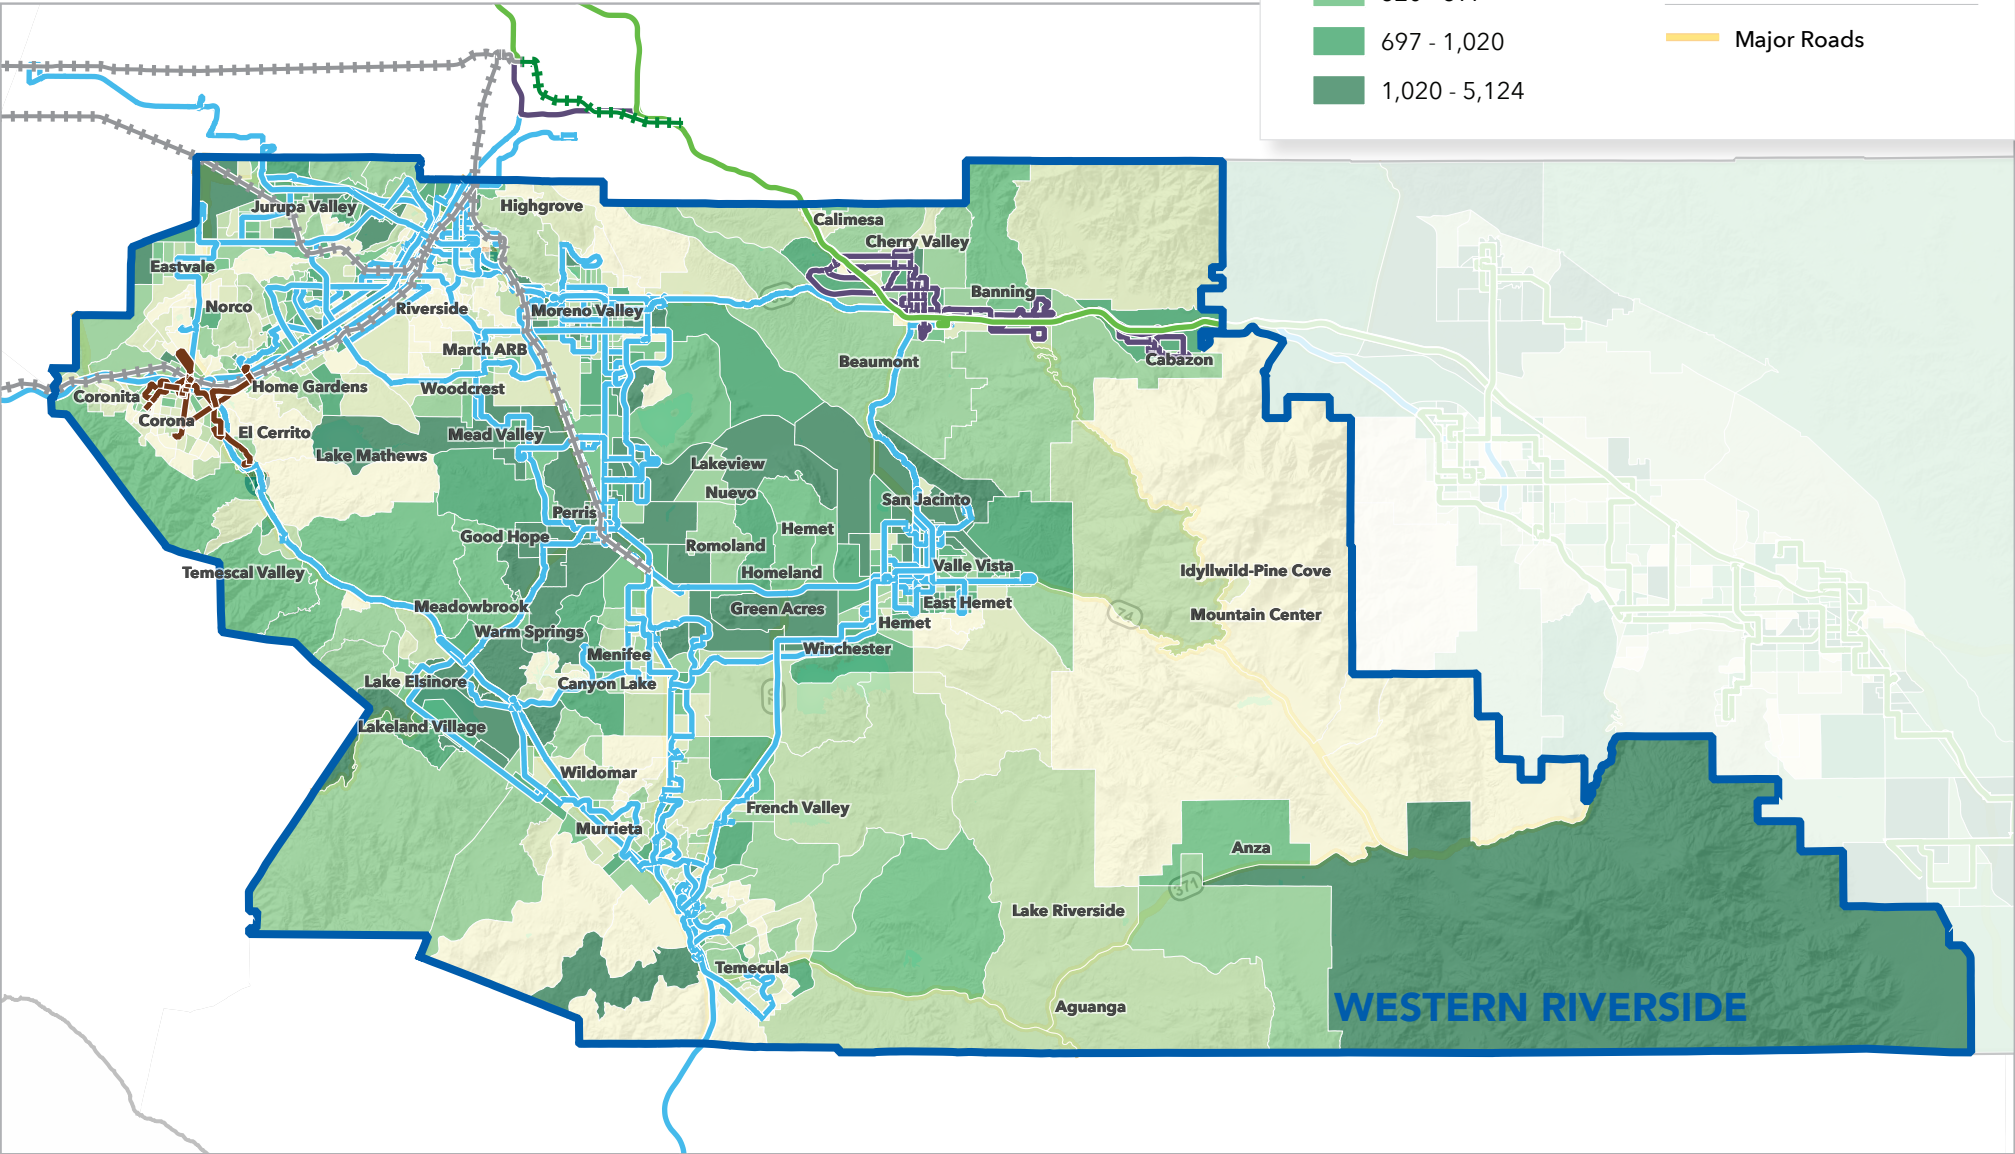 697 - 1,020
1,020 - 5,124
Major Roads
Jurupa Valley
Highgrove
Calimesa
Cherry Valley
Eastvale
Norco
Riverside
Moreno Valley
Banning
March ARB
Beaumont
Cabazon
Home Gardens
Woodcrest
Coronita
Corona
El Cerrito
Mead Valley
Lake Mathews
Lakeview
Nuevo
San Jacinto
Perris
Hemet
Good Hope
Romoland
Temescal Valley
Homeland
Valle Vista
Idyllwild-Pine Cove
Meadowbrook
Green Acres
East Hemet
74
Mountain Center
Hemet
Warm Springs
Menifee
Winchester
Lake Elsinore
Canyon Lake
Lakeland Village
Wildomar
French Valley
Murrieta
Anza
371
Lake Riverside
Temecula
Aguanga
WESTERN RIVERSIDE